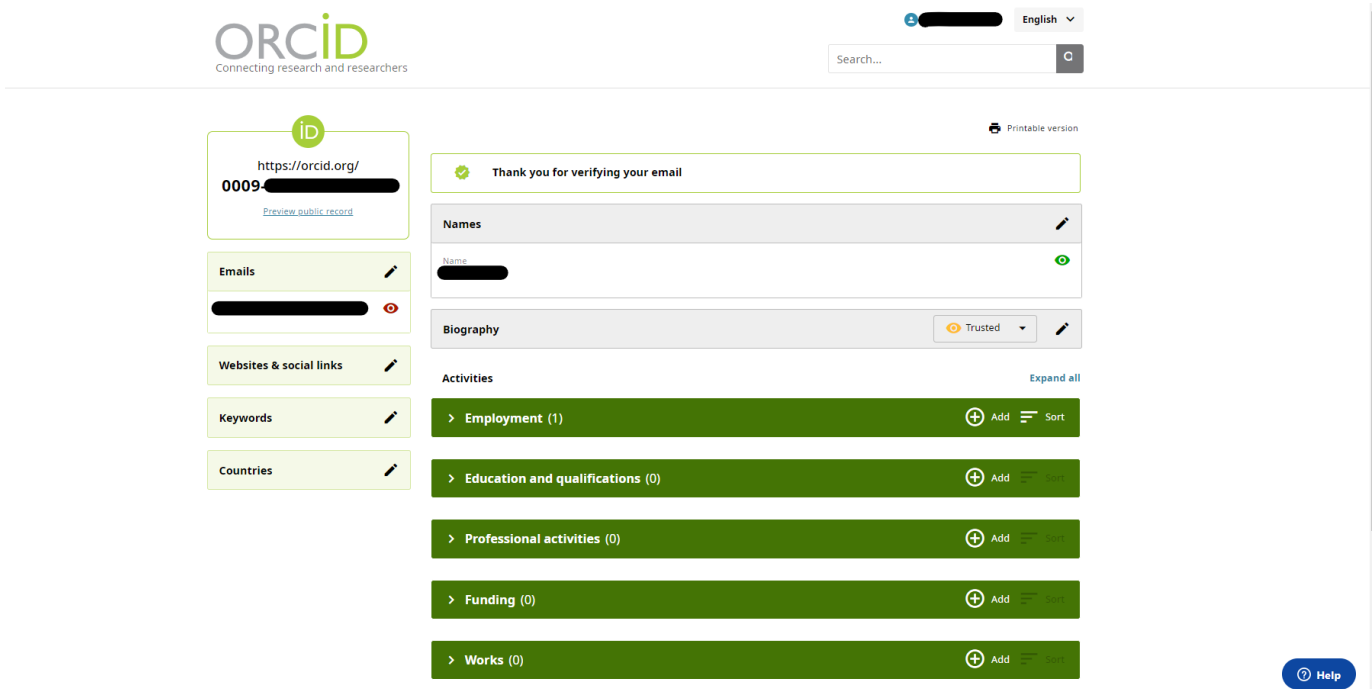 ORCiD
Connecting research and researchers
English
Search...
iD
https://orcid.org/
0009-
Preview public record
Emails
Websites & social links
Keywords
Countries
Printable version
Thank you for verifying your email
Names
Name
Biography
Trusted
Activities
Expand all
Employment (1)
Add
Sort
Education and qualifications (0)
Add
Sort
Professional activities (0)
Add
Sort
Funding (0)
Add
Sort
Works (0)
Add
Sort
Help